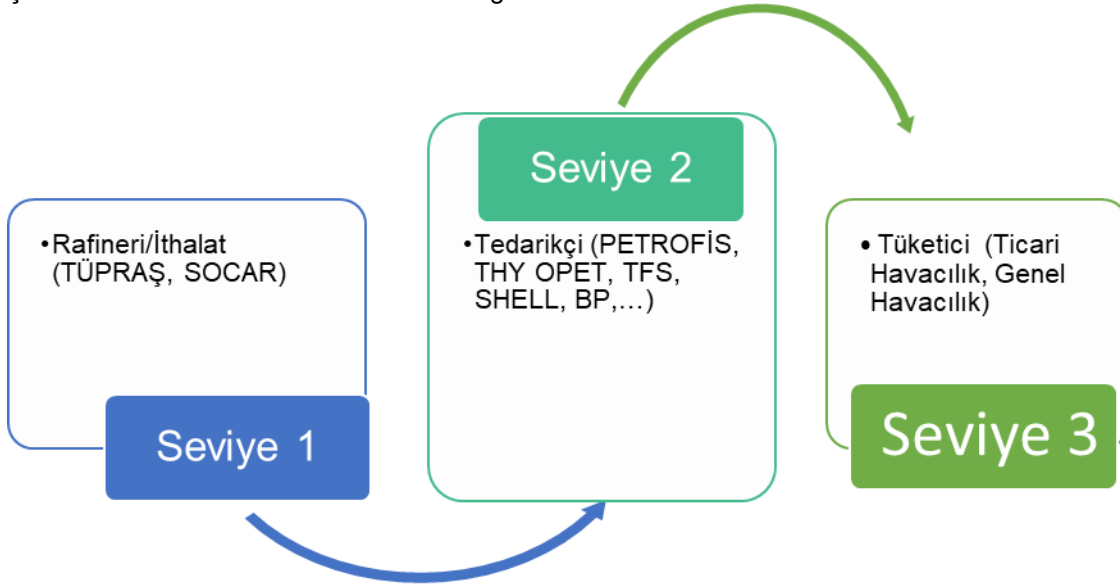 •Rafineri/İthalat
(TÜPRAŞ, SOCAR)
Seviye 1
Seviye 2
•Tedarikçi (PETROFİS,
THY OPET, TFS,
SHELL, BP,…)
• Tüketici (Ticari
Havacılık, Genel
Havacılık)
Seviye 3